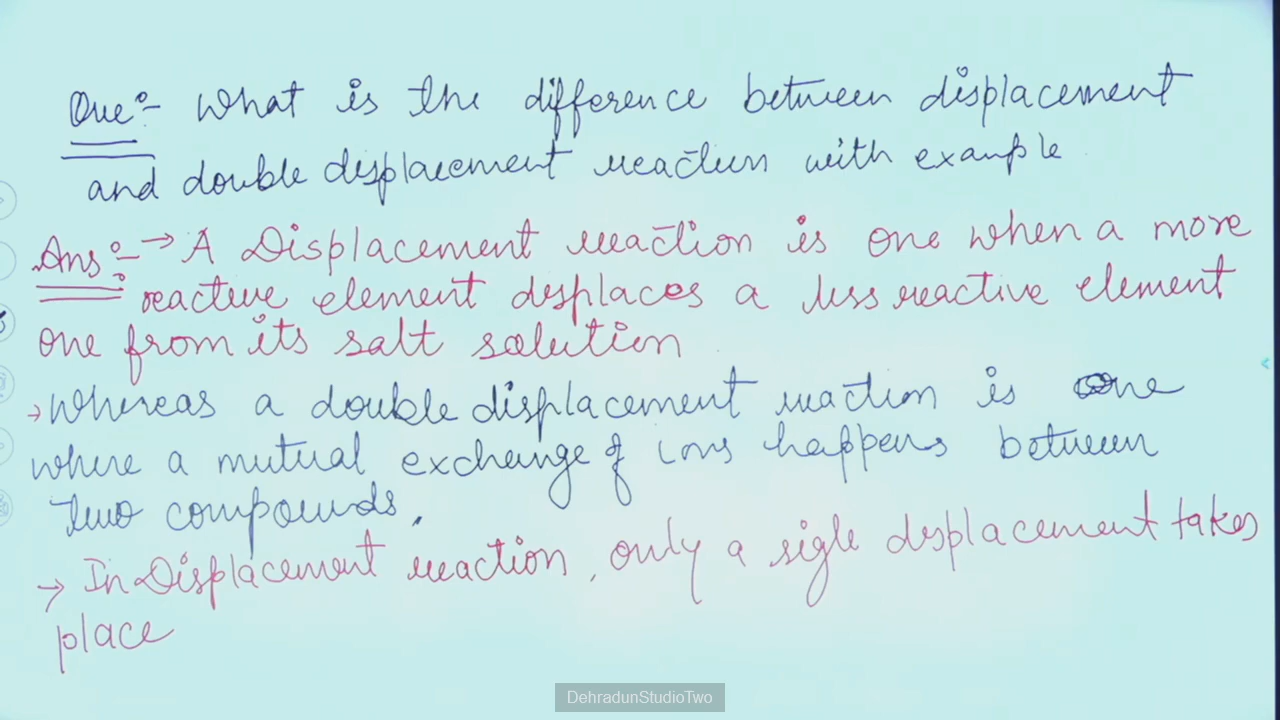 Que:- What is the difference between displacement
and double displacement reaction with example
Ans:- → A Displacement reaction is one when a more
reactive element displaces a less reactive element
one from its salt solution
→ Whereas a double displacement reaction is one
where a mutual exchange of ions happens between
two compounds.
→ In Displacement reaction, only a sigle displacement takes
place
DehradunStudioTwo